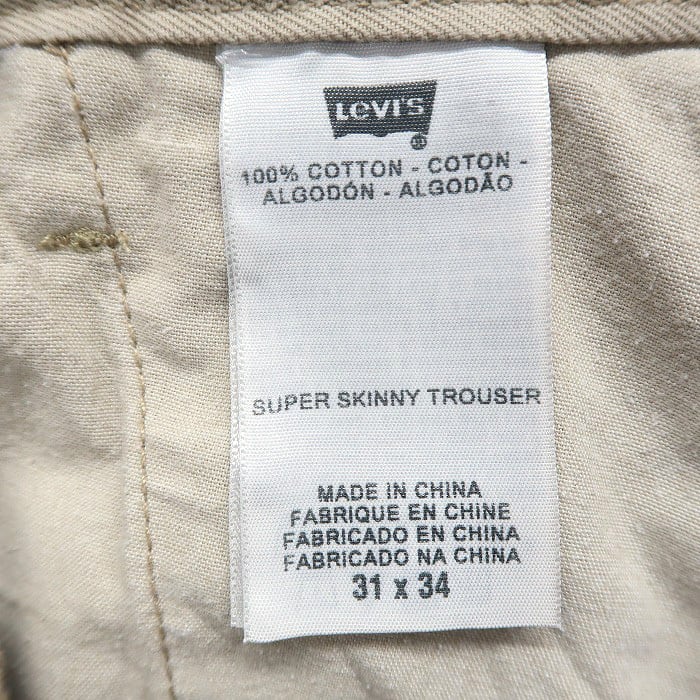 LEVI'S
100% COTTON - COTON -
ALGODÓN - ALGODÃO
SUPER SKINNY TROUSER
MADE IN CHINA
FABRIQUE EN CHINE
FABRICADO EN CHINA
FABRICADO NA CHINA
31 x 34